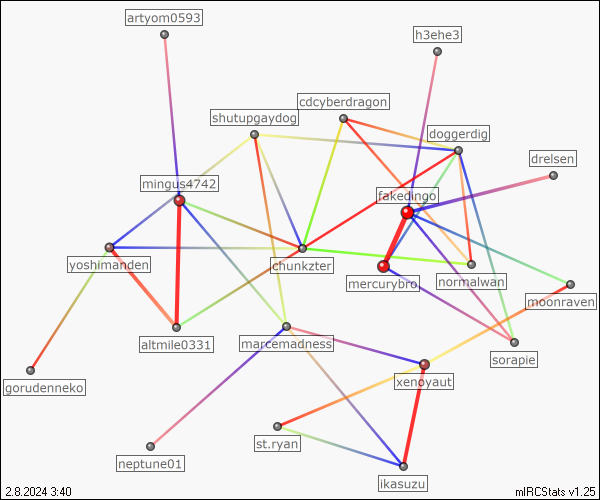 artyom0593
h3ehe3
cdcyberdragon
shutupgaydog
doggerdig
drelsen
mingus4742
fakedingo
yoshimanden
chunkzter
mercurybro
normalwan
moonraven
altmile0331
marcemadness
sorapie
gorudenneko
xenoyaut
st.ryan
neptune01
ikasuzu
2.8.2024 3:40
mIRCStats v1.25